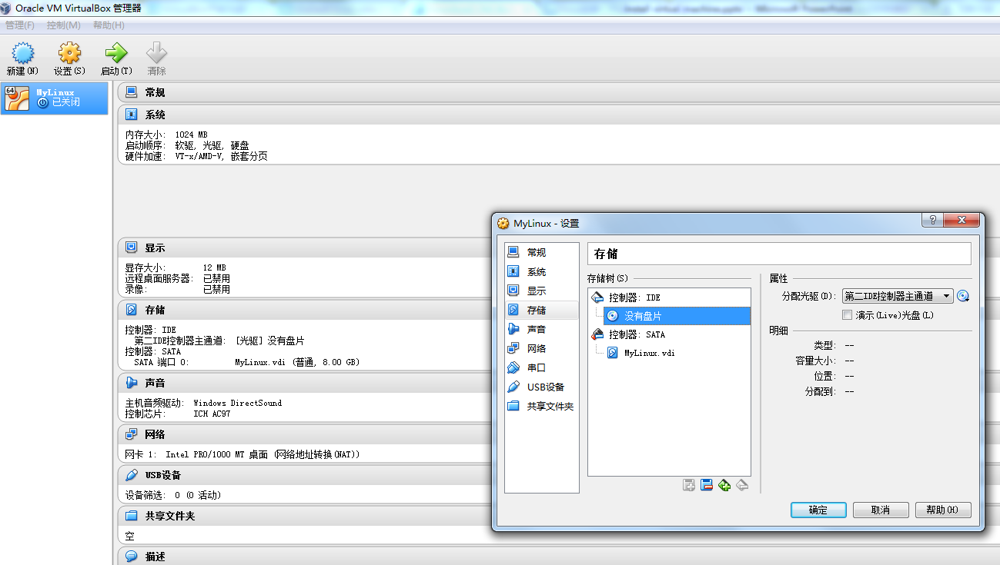 Oracle VM VirtualBox 管理器
管理(F) 控制(M) 帮助(H)
新建(N) 设置(S) 启动(T) 清除
64 MyLinux
已关闭
常规
系统
内存大小: 1024 MB
启动顺序: 软驱, 光驱, 硬盘
硬件加速: VT-x/AMD-V, 嵌套分页
显示
显存大小: 12 MB
远程桌面服务器: 已禁用
录像: 已禁用
存储
控制器: IDE
第二IDE控制器主通道: [光驱] 没有盘片
控制器: SATA
SATA 端口 0: MyLinux.vdi (普通, 8.00 GB)
声音
主机音频驱动: Windows DirectSound
控制芯片: ICH AC97
网络
网卡 1: Intel PRO/1000 MT 桌面 (网络地址转换(NAT))
USB设备
设备筛选: 0 (0 活动)
共享文件夹
空
描述
MyLinux - 设置
常规
系统
显示
存储
声音
网络
串口
USB设备
共享文件夹
存储
存储树(S)
控制器: IDE
没有盘片
控制器: SATA
MyLinux.vdi
属性
分配光驱(D): 第二IDE控制器主通道
演示(Live)光盘(L)
明细
类型: --
容量大小: --
位置: --
分配到: --
确定 取消 帮助(H)